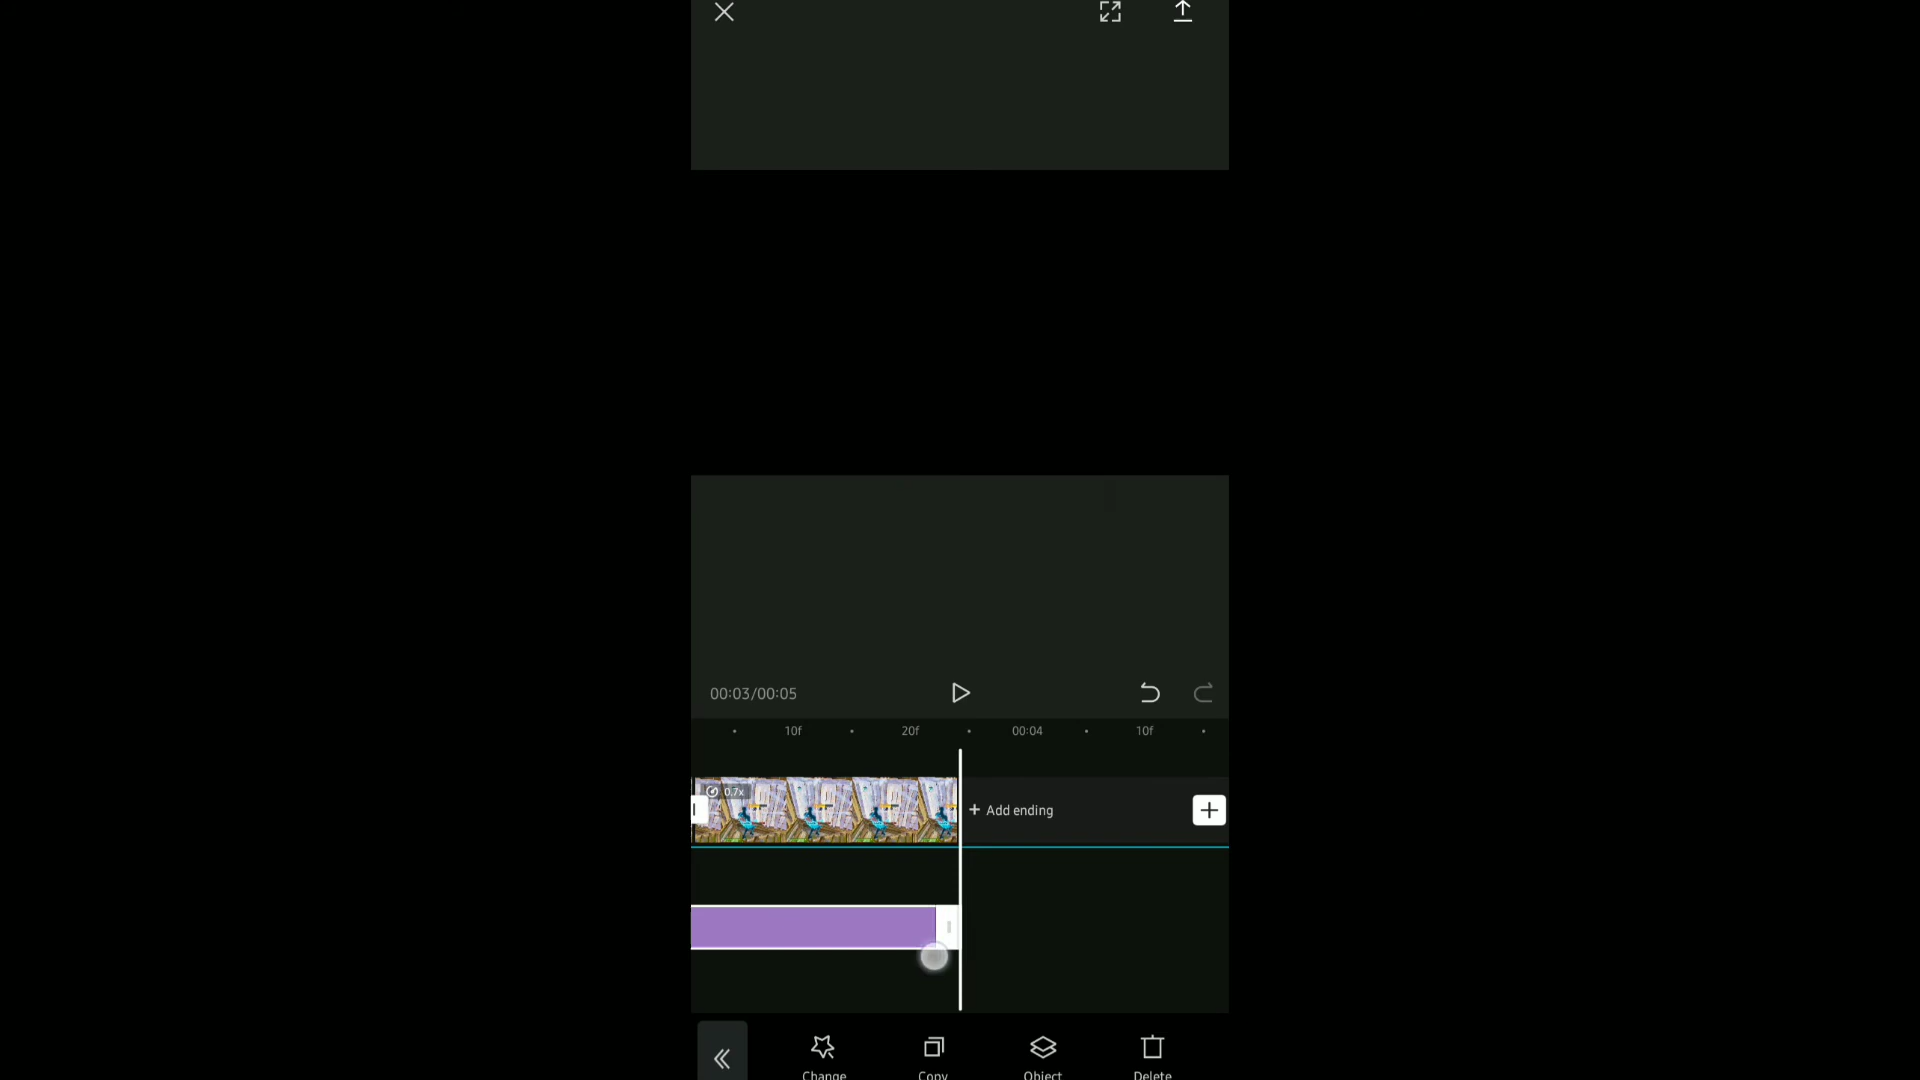 00:03/00:05
10f 20f 00:04 10f
0.7x
+ Add ending
Change Copy Object Delete